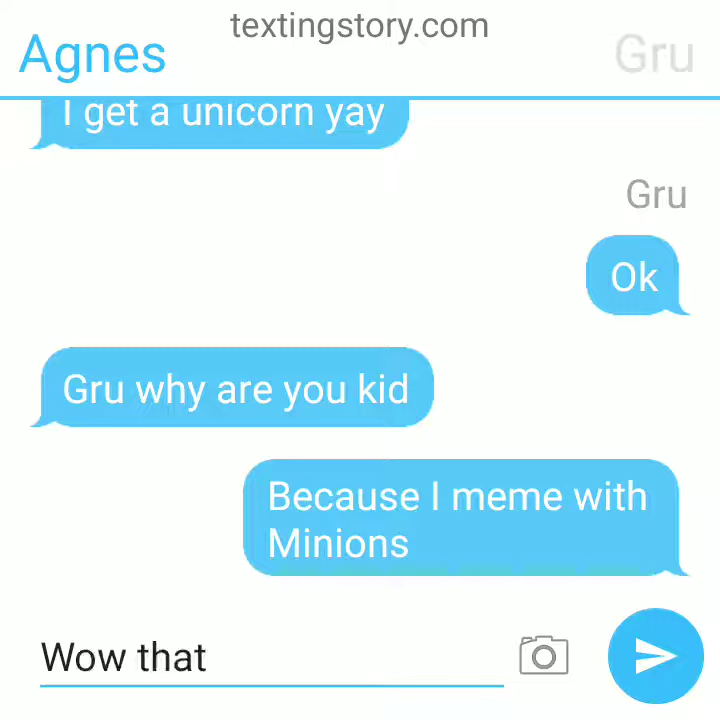 textingstory.com
Agnes
Gru
I get a unicorn yay
Gru
Ok
Gru why are you kid
Because I meme with
Minions
Wow that